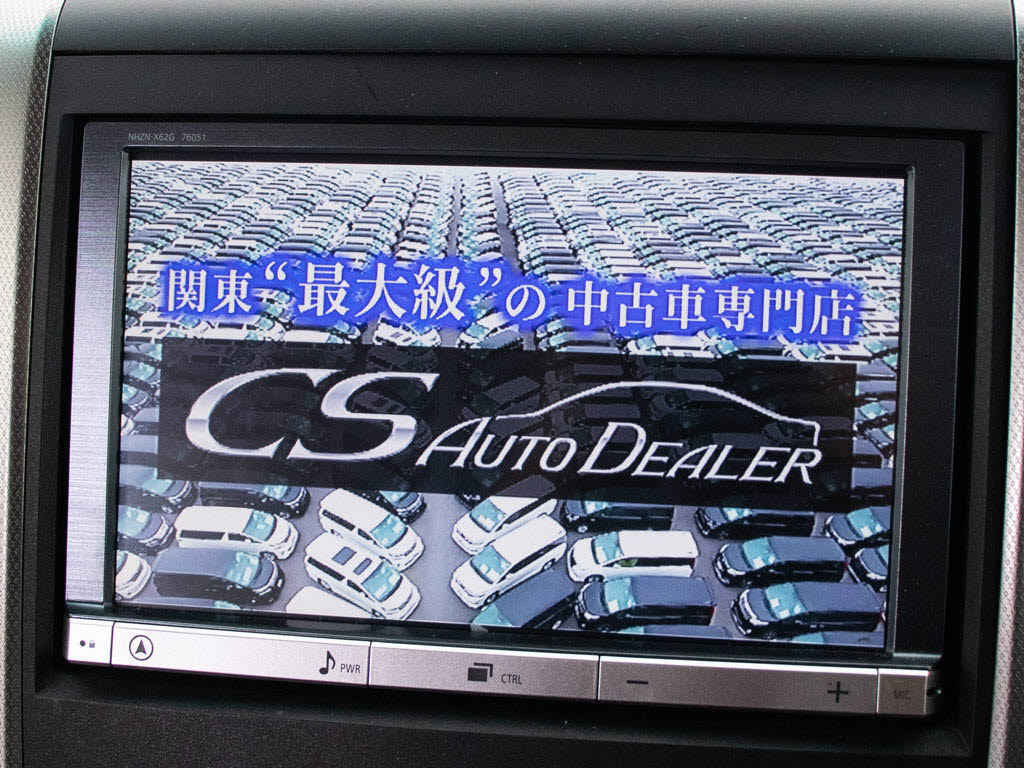 NHZN-X62G 76051
関東“最大級”の 中古車専門店
CS AUTO DEALER
PWR
CTRL
MIC